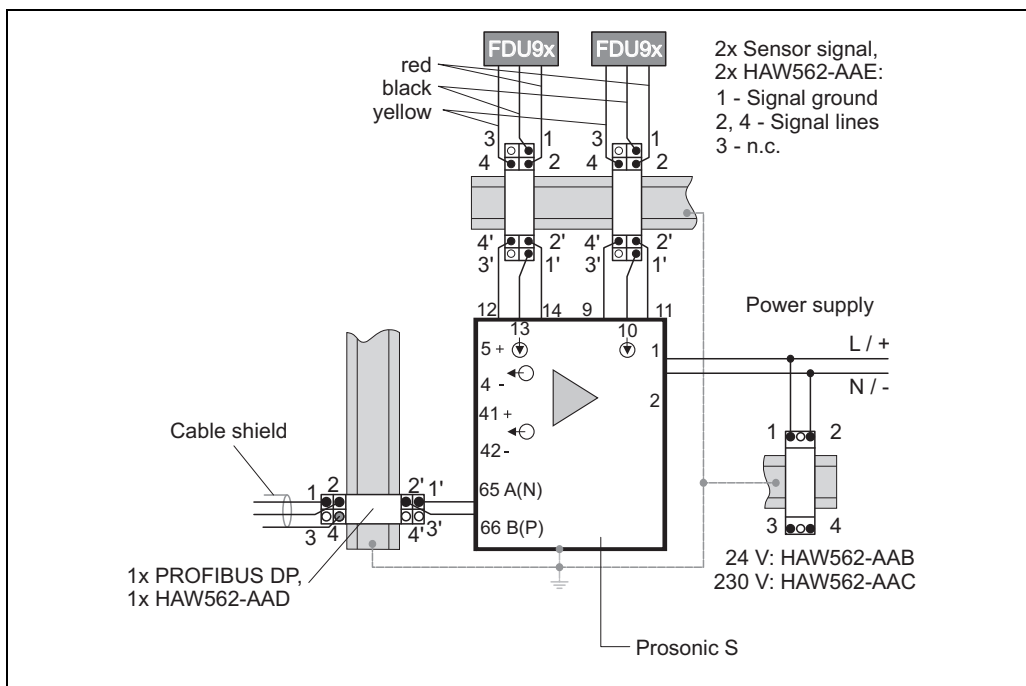 FDU9x FDU9x
red
black
yellow
2x Sensor signal,
2x HAW562-AAE:
1 - Signal ground
2, 4 - Signal lines
3 - n.c.
3 1 3 1
4 2 4 2
4' 2' 4' 2'
3' 1' 3' 1'
12 14 9 11
13 10
5 +
4 -
41 +
42 -
65 A(N)
66 B(P)
1
2
Power supply
L / +
N / -
1 2
3 4
24 V: HAW562-AAB
230 V: HAW562-AAC
Cable shield
1 2 2' 1'
3 4 4' 3'
1x PROFIBUS DP,
1x HAW562-AAD
Prosonic S